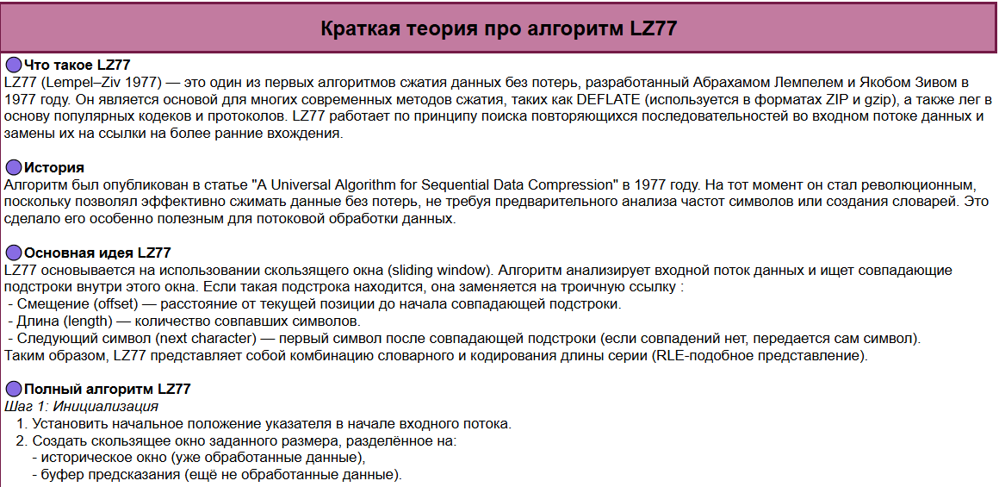 Краткая теория про алгоритм LZ77
Что такое LZ77
LZ77 (Lempel–Ziv 1977) — это один из первых алгоритмов сжатия данных без потерь, разработанный Абрахамом Лемпелем и Якобом Зивом в
1977 году. Он является основой для многих современных методов сжатия, таких как DEFLATE (используется в форматах ZIP и gzip), а также лег в
основу популярных кодеков и протоколов. LZ77 работает по принципу поиска повторяющихся последовательностей во входном потоке данных и
замены их на ссылки на более ранние вхождения.
История
Алгоритм был опубликован в статье "A Universal Algorithm for Sequential Data Compression" в 1977 году. На тот момент он стал революционным,
поскольку позволял эффективно сжимать данные без потерь, не требуя предварительного анализа частот символов или создания словарей. Это
сделало его особенно полезным для потоковой обработки данных.
Основная идея LZ77
LZ77 основывается на использовании скользящего окна (sliding window). Алгоритм анализирует входной поток данных и ищет совпадающие
подстроки внутри этого окна. Если такая подстрока находится, она заменяется на троичную ссылку :
- Смещение (offset) — расстояние от текущей позиции до начала совпадающей подстроки.
- Длина (length) — количество совпавших символов.
- Следующий символ (next character) — первый символ после совпадающей подстроки (если совпадений нет, передается сам символ).
Таким образом, LZ77 представляет собой комбинацию словарного и кодирования длины серии (RLE-подобное представление).
Полный алгоритм LZ77
Шаг 1: Инициализация
1. Установить начальное положение указателя в начале входного потока.
2. Создать скользящее окно заданного размера, разделённое на:
- историческое окно (уже обработанные данные),
- буфер предсказания (ещё не обработанные данные).